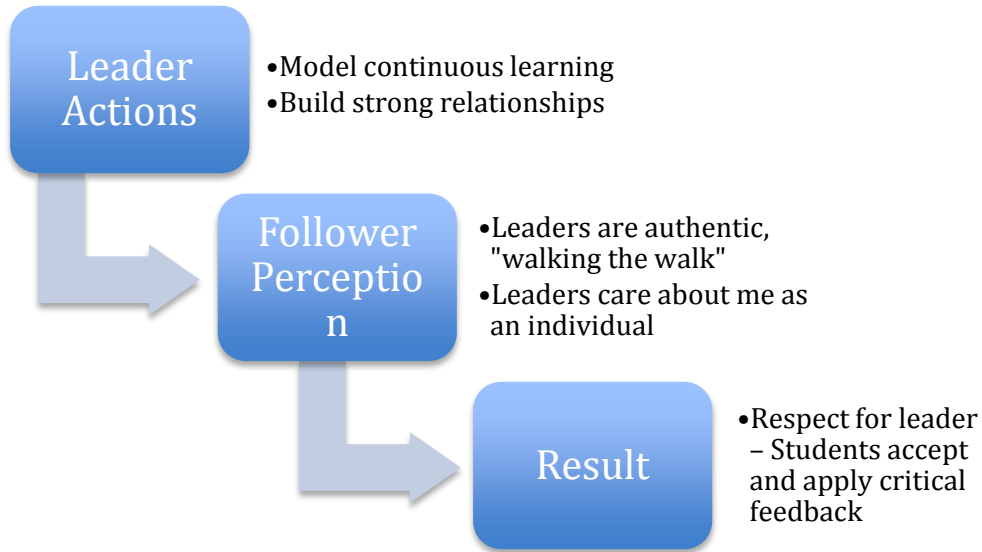 Leader
Actions
•Model continuous learning
•Build strong relationships
Follower
Perceptio
n
•Leaders are authentic,
"walking the walk"
•Leaders care about me as
an individual
Result
•Respect for leader
– Students accept
and apply critical
feedback